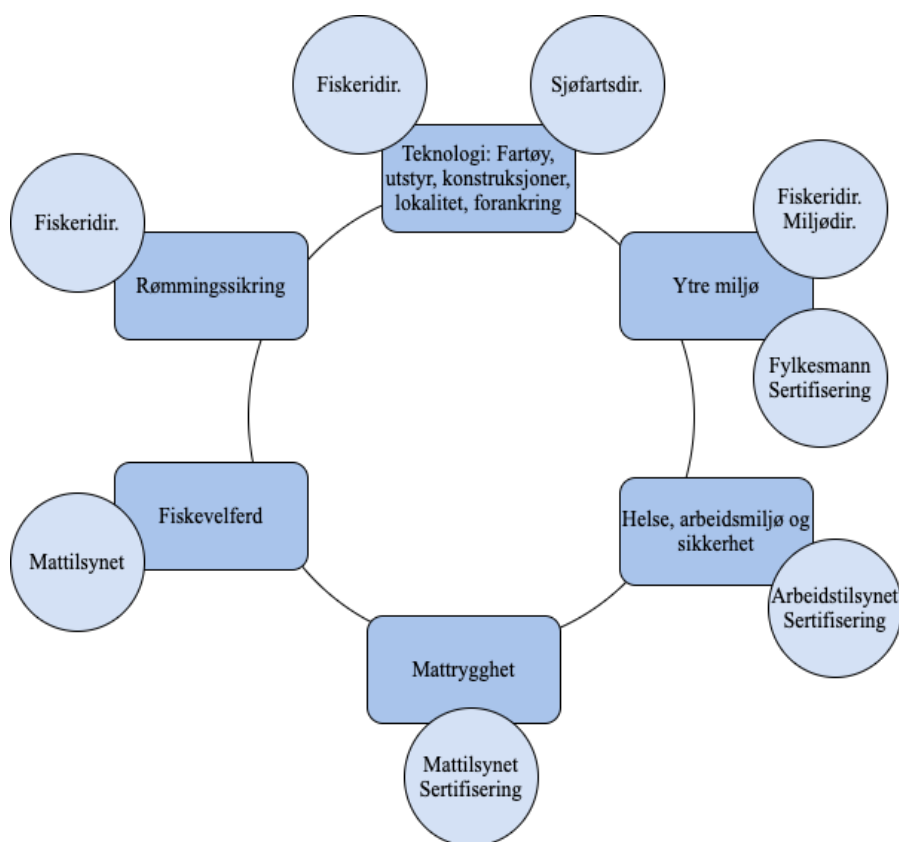 Fiskeridir.
Sjøfartsdir.
Teknologi: Fartøy,
utstyr, konstruksjoner,
lokalitet, forankring
Fiskeridir.
Fiskeridir.
Miljødir.
Rømmingssikring
Ytre miljø
Fylkesmann
Sertifisering
Fiskevelferd
Mattilsynet
Helse, arbeidsmiljø og
sikkerhet
Arbeidstilsynet
Sertifisering
Mattrygghet
Mattilsynet
Sertifisering